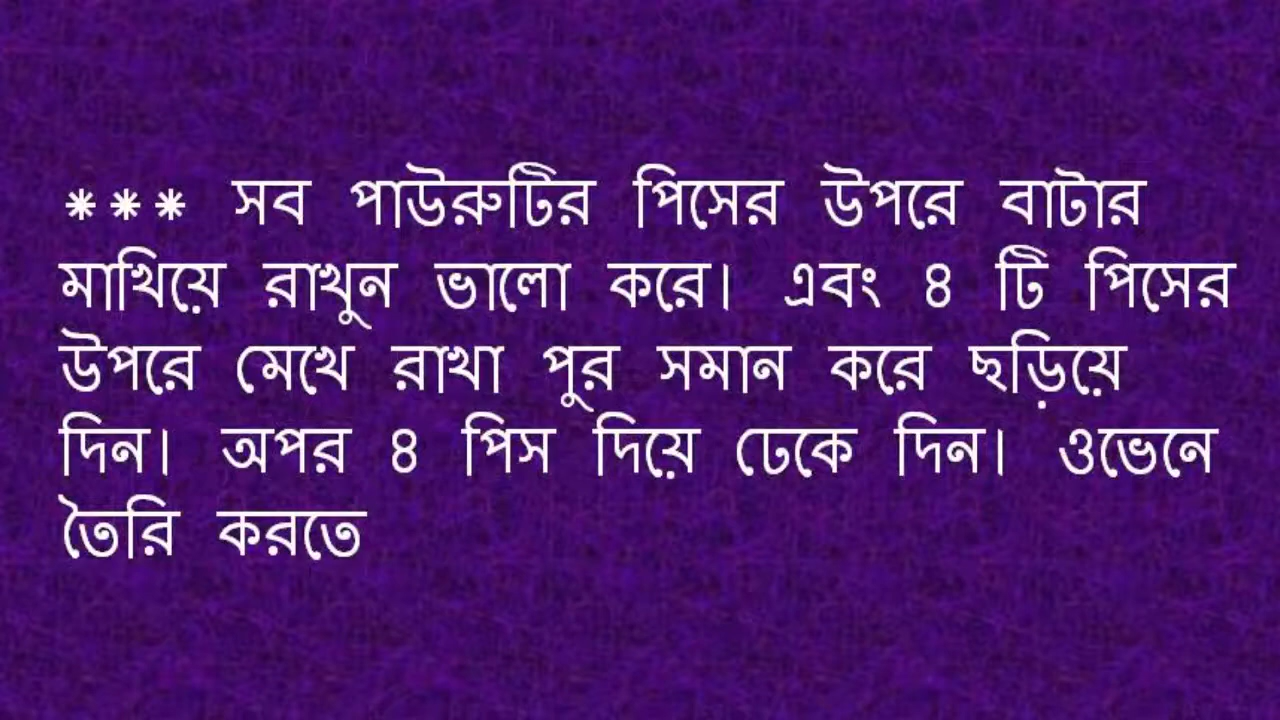 *** সব পাউরুটির পিসের উপরে বাটার
মাখিয়ে রাখুন ভালো করে। এবং ৪ টি পিসের
উপরে মেখে রাখা পুর সমান করে ছড়িয়ে
দিন। অপর ৪ পিস দিয়ে ঢেকে দিন। ওভেনে
তৈরি করতে